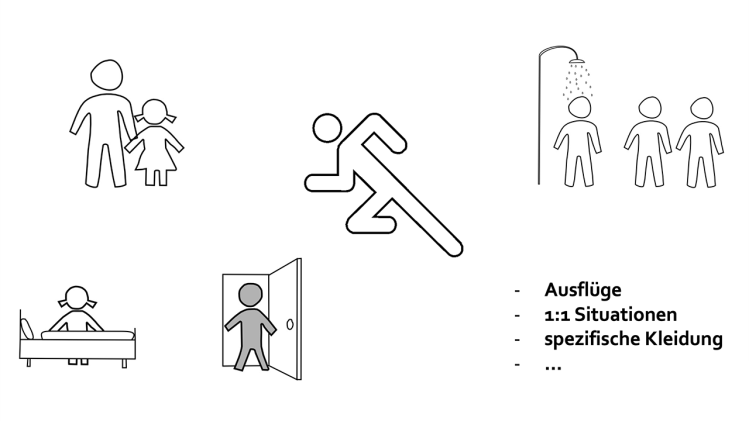 - Ausflüge
- 1:1 Situationen
- spezifische Kleidung
- ...